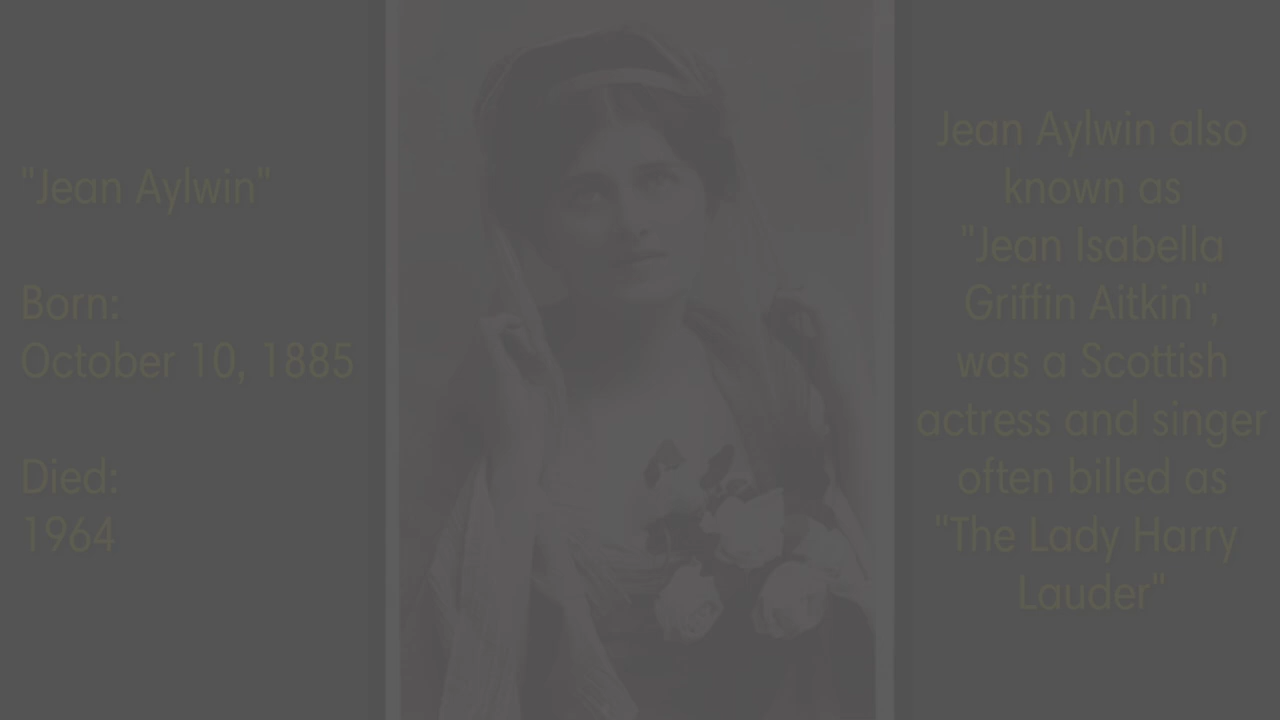 "Jean Aylwin"
Born:
October 10, 1885
Died:
1964
Jean Aylwin also
known as
"Jean Isabella
Griffin Aitkin",
was a Scottish
actress and singer
often billed as
"The Lady Harry
Lauder"